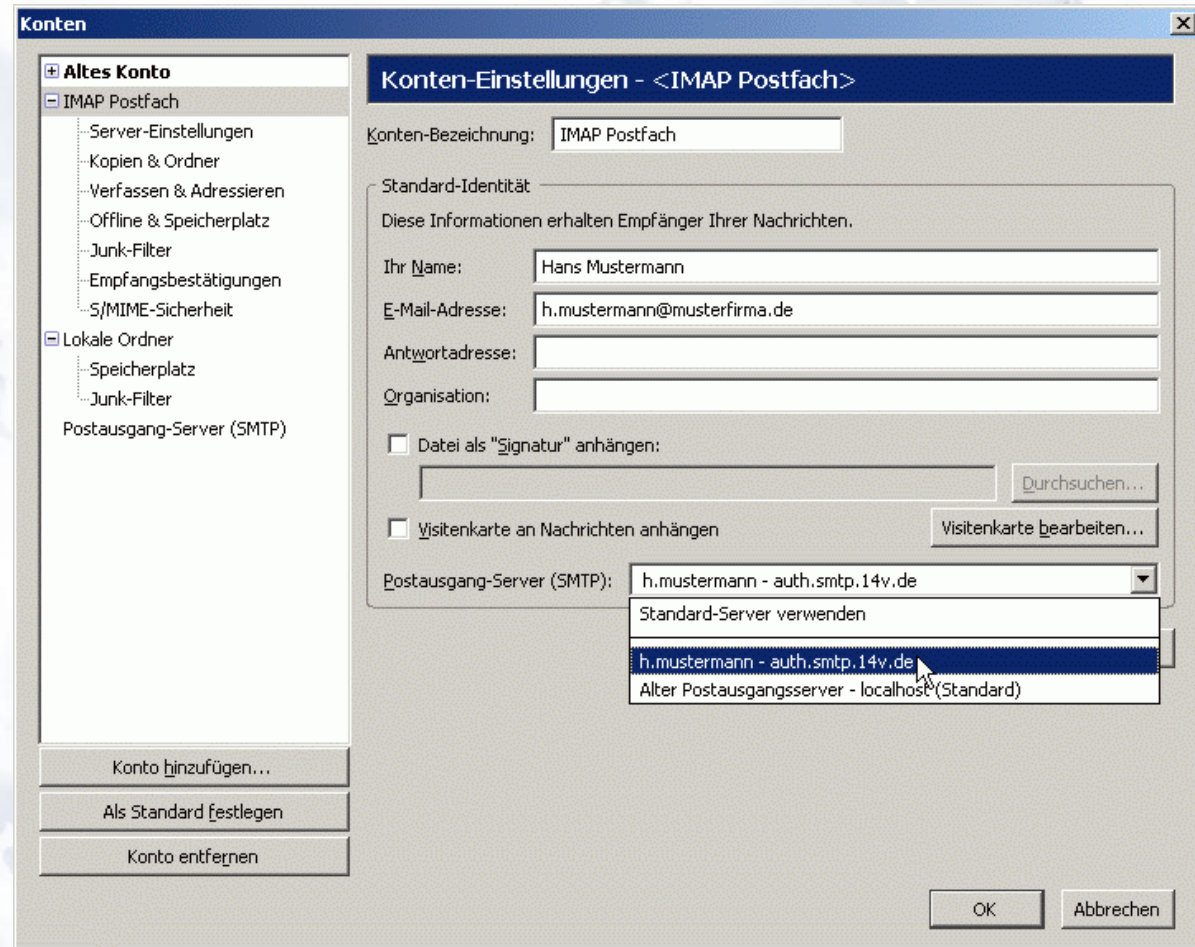 Konten
Altes Konto
IMAP Postfach
Server-Einstellungen
Kopien & Ordner
Verfassen & Adressieren
Offline & Speicherplatz
Junk-Filter
Empfangsbestätigungen
S/MIME-Sicherheit
Lokale Ordner
Speicherplatz
Junk-Filter
Postausgang-Server (SMTP)
Konto hinzufügen...
Als Standard festlegen
Konto entfernen
Konten-Einstellungen - <IMAP Postfach>
Konten-Bezeichnung: IMAP Postfach
Standard-Identität
Diese Informationen erhalten Empfänger Ihrer Nachrichten.
Ihr Name: Hans Mustermann
E-Mail-Adresse: h.mustermann@musterfirma.de
Antwortadresse:
Organisation:
Datei als "Signatur" anhängen:
Durchsuchen...
Visitenkarte an Nachrichten anhängen Visitenkarte bearbeiten...
Postausgang-Server (SMTP): h.mustermann - auth.smtp.14v.de
Standard-Server verwenden
h.mustermann - auth.smtp.14v.de
Alter Postausgangsserver - localhost (Standard)
OK Abbrechen